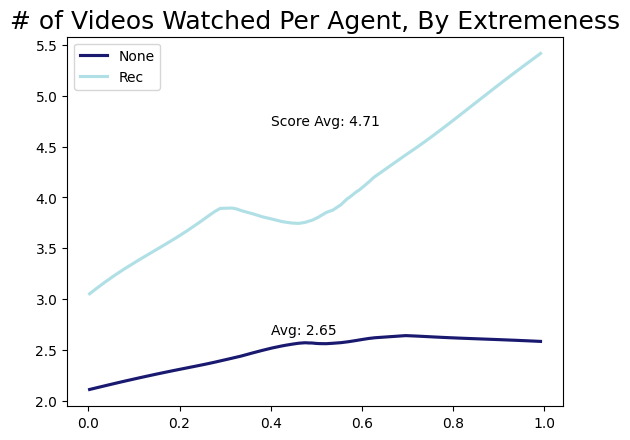 # of Videos Watched Per Agent, By Extremeness
None
Rec
5.5
5.0
4.5
4.0
3.5
3.0
2.5
2.0
Score Avg: 4.71
Avg: 2.65
0.0 0.2 0.4 0.6 0.8 1.0